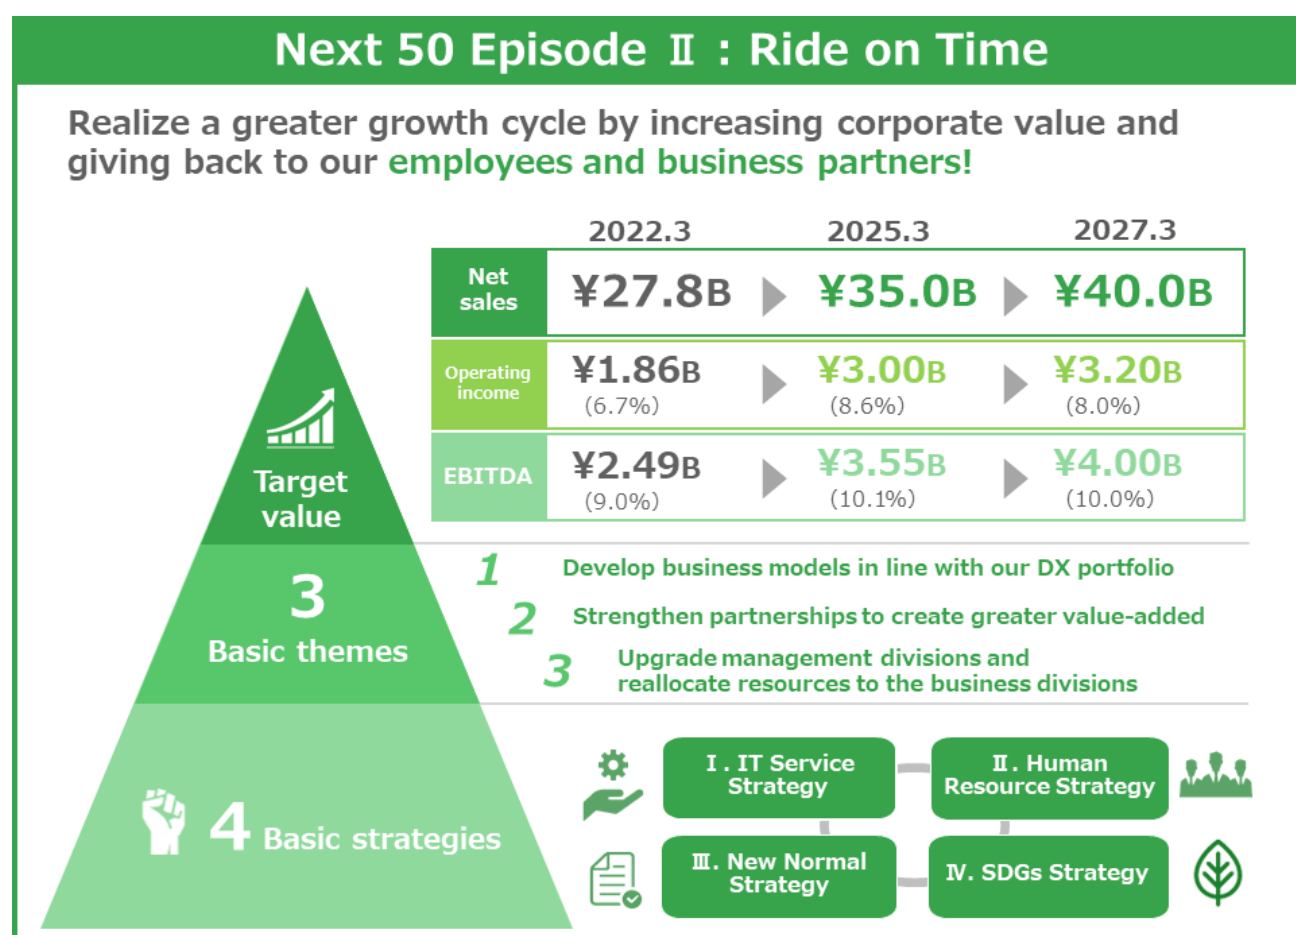 Next 50 Episode Ⅱ : Ride on Time
Realize a greater growth cycle by increasing corporate value and
giving back to our employees and business partners!
2022.3 2025.3 2027.3
Net
sales
¥27.8B ¥35.0B ¥40.0B
Operating
income
¥1.86B ¥3.00B ¥3.20B
(6.7%) (8.6%) (8.0%)
EBITDA
¥2.49B ¥3.55B ¥4.00B
(9.0%) (10.1%) (10.0%)
Target
value
3
Basic themes
1 Develop business models in line with our DX portfolio
2 Strengthen partnerships to create greater value-added
3 Upgrade management divisions and
reallocate resources to the business divisions
4 Basic strategies
Ⅰ. IT Service
Strategy
Ⅱ. Human
Resource Strategy
Ⅲ. New Normal
Strategy
Ⅳ. SDGs Strategy